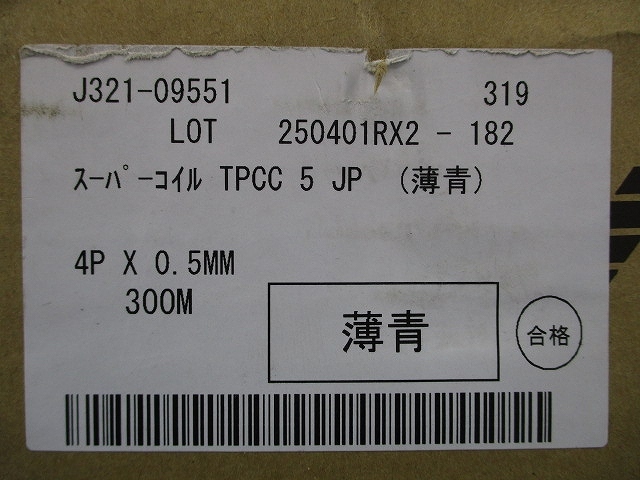 J321-09551 319
LOT 250401RX2 - 182
ｽｰﾊﾟｰｺｲﾙ TPCC 5 JP (薄青)
4P X 0.5MM
300M
薄青
合格